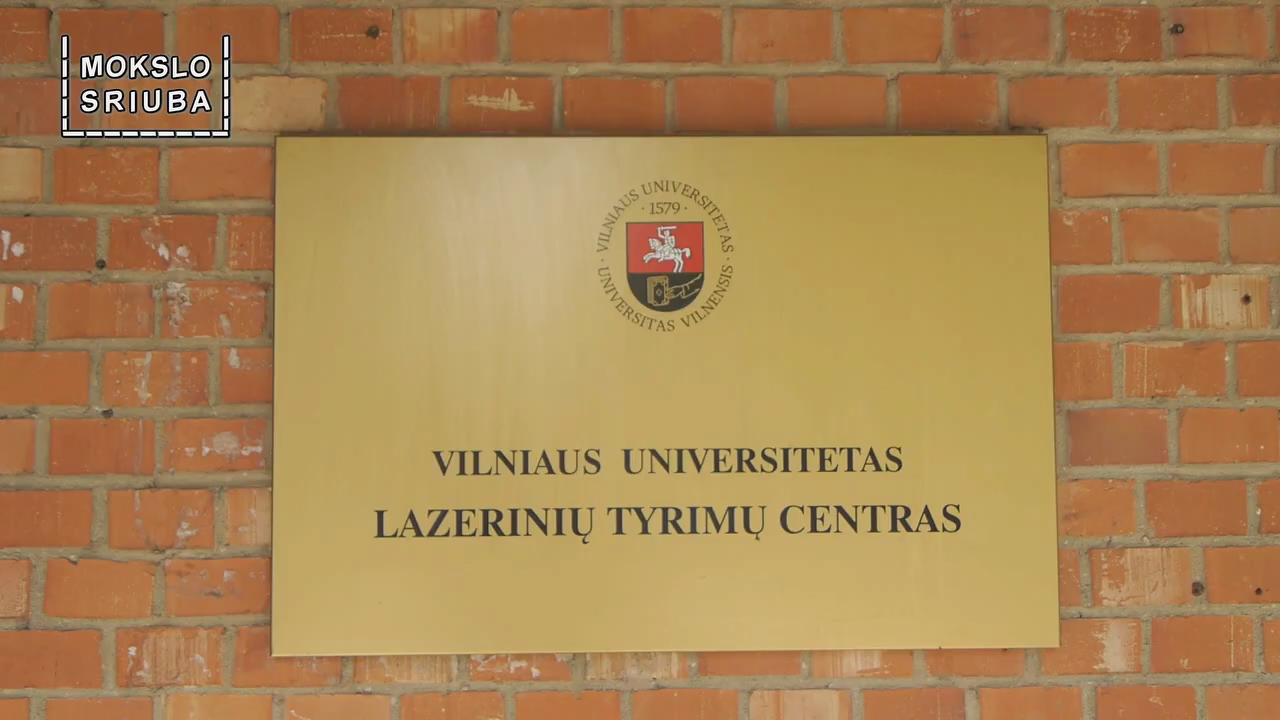 MOKSLO
SRIUBA
· VILNIAUS UNIVERSITETAS ·
· 1579 ·
UNIVERSITAS VILNENSIS
VILNIAUS UNIVERSITETAS
LAZERINIŲ TYRIMŲ CENTRAS